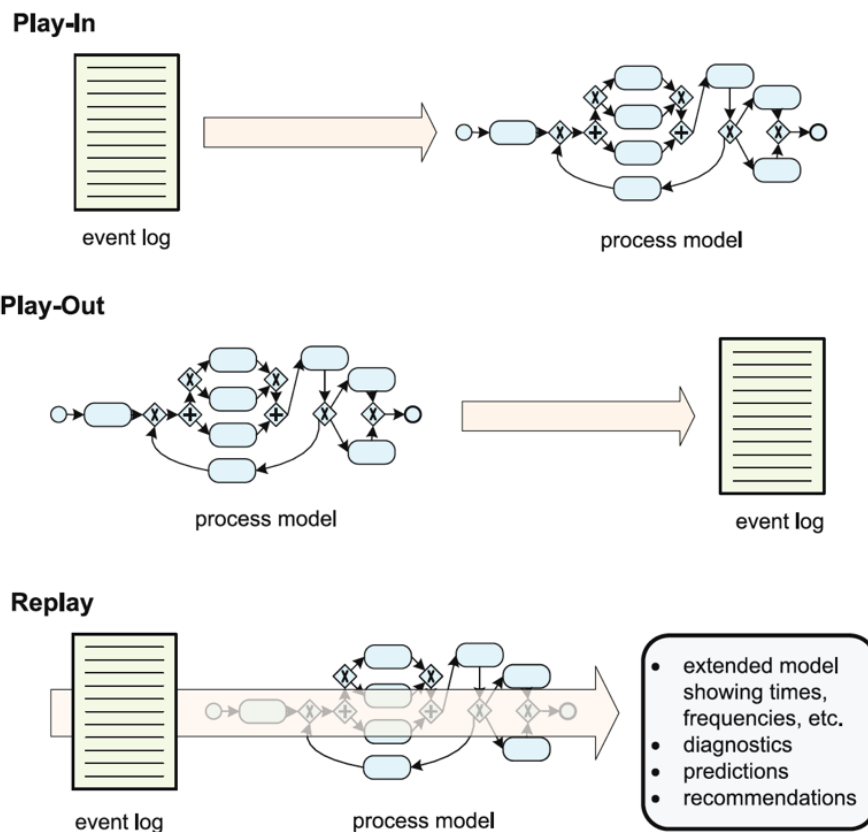 Play-In
event log
process model
Play-Out
process model
event log
Replay
event log
process model
• extended model
showing times,
frequencies, etc.
• diagnostics
• predictions
• recommendations